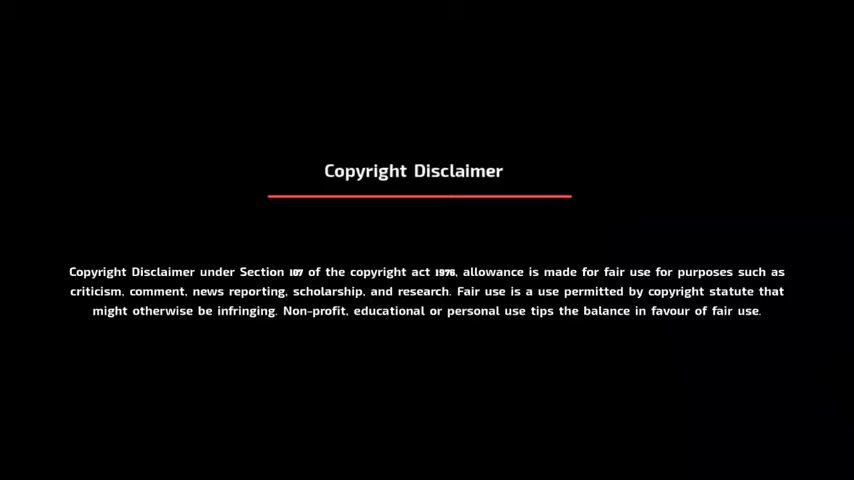 Copyright Disclaimer
Copyright Disclaimer under Section 107 of the copyright act 1976, allowance is made for fair use for purposes such as
criticism, comment, news reporting, scholarship, and research. Fair use is a use permitted by copyright statute that
might otherwise be infringing. Non-profit, educational or personal use tips the balance in favour of fair use.